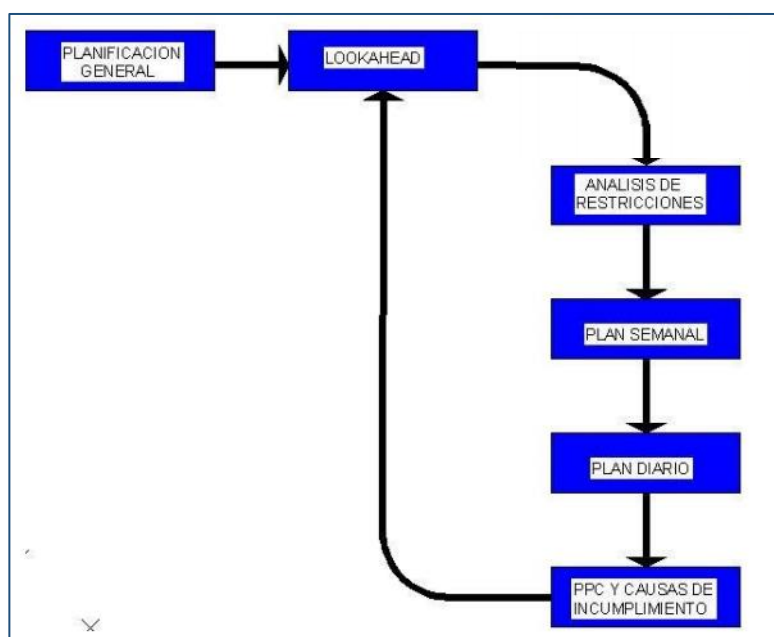 PLANIFICACION
GENERAL
LOOKAHEAD
ANALISIS DE
RESTRICCIONES
PLAN SEMANAL
PLAN DIARIO
PPC Y CAUSAS DE
INCUMPLIMIENTO